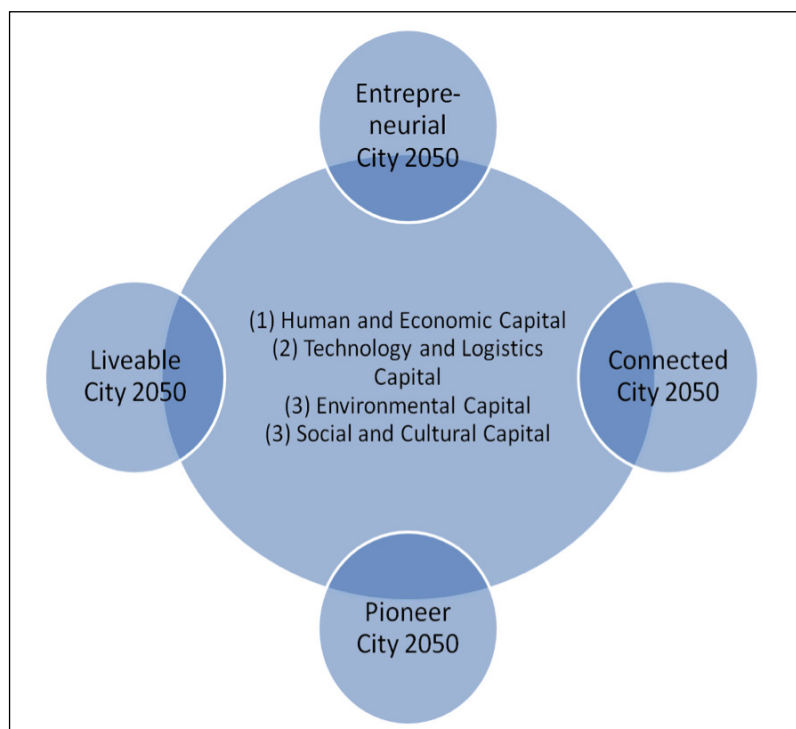 Entrepre-
neurial
City 2050
(1) Human and Economic Capital
(2) Technology and Logistics
Capital
(3) Environmental Capital
(3) Social and Cultural Capital
Liveable
City 2050
Connected
City 2050
Pioneer
City 2050